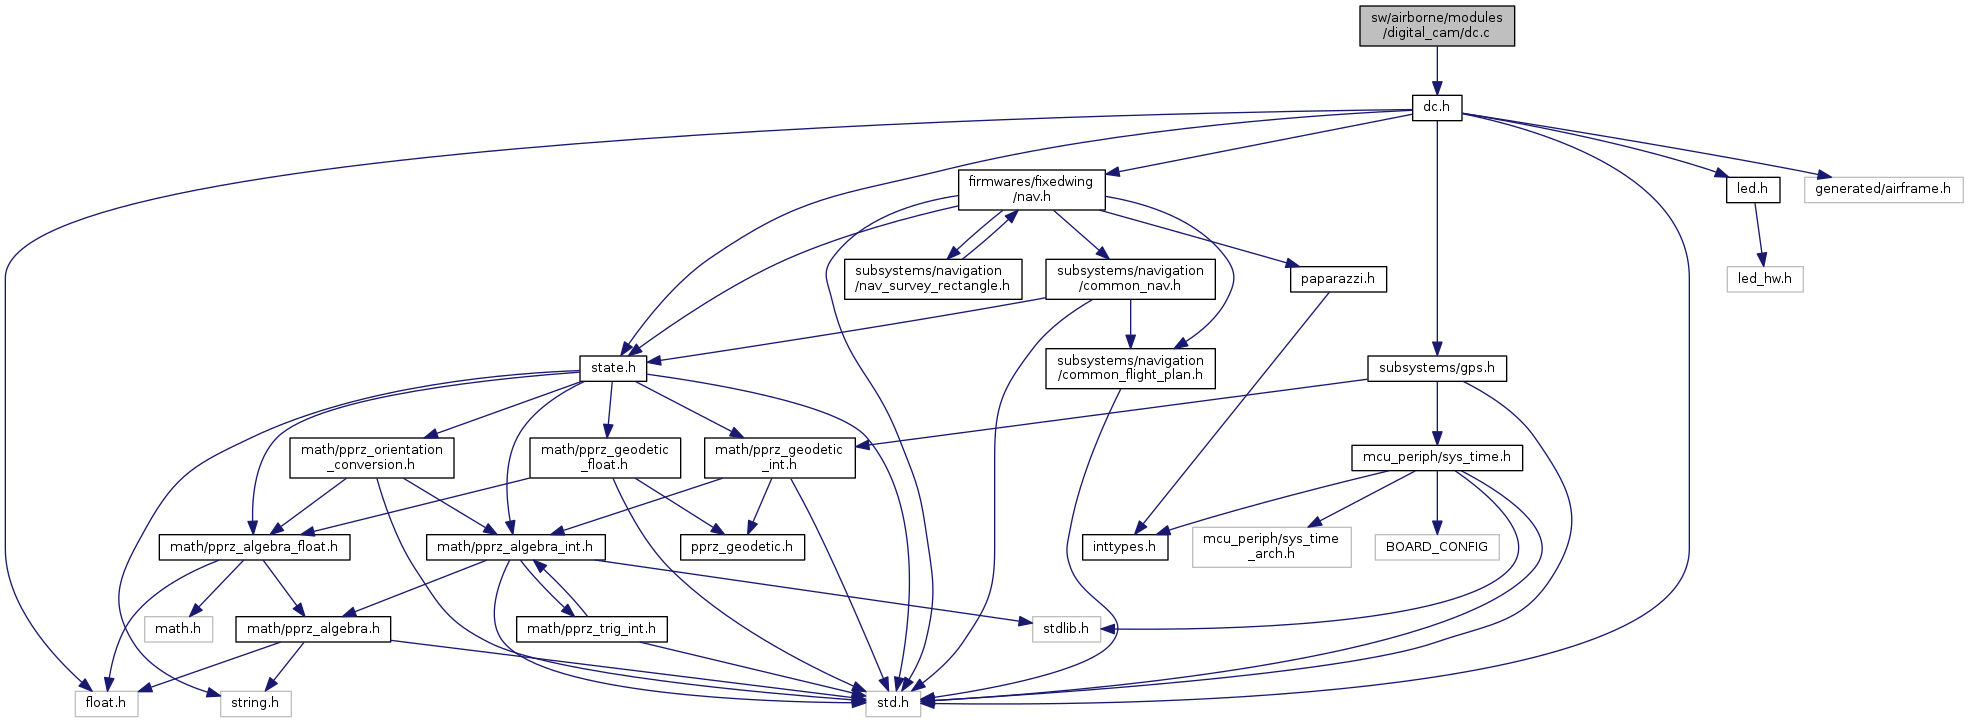 sw/airborne/modules
/digital_cam/dc.c
dc.h
firmwares/fixedwing
/nav.h
led.h
generated/airframe.h
subsystems/navigation
/nav_survey_rectangle.h
subsystems/navigation
/common_nav.h
paparazzi.h
led_hw.h
state.h
subsystems/navigation
/common_flight_plan.h
subsystems/gps.h
math/pprz_orientation
_conversion.h
math/pprz_geodetic
_float.h
math/pprz_geodetic
_int.h
mcu_periph/sys_time.h
math/pprz_algebra_float.h
math/pprz_algebra_int.h
pprz_geodetic.h
inttypes.h
mcu_periph/sys_time
_arch.h
BOARD_CONFIG
math.h
math/pprz_algebra.h
math/pprz_trig_int.h
stdlib.h
float.h
string.h
std.h